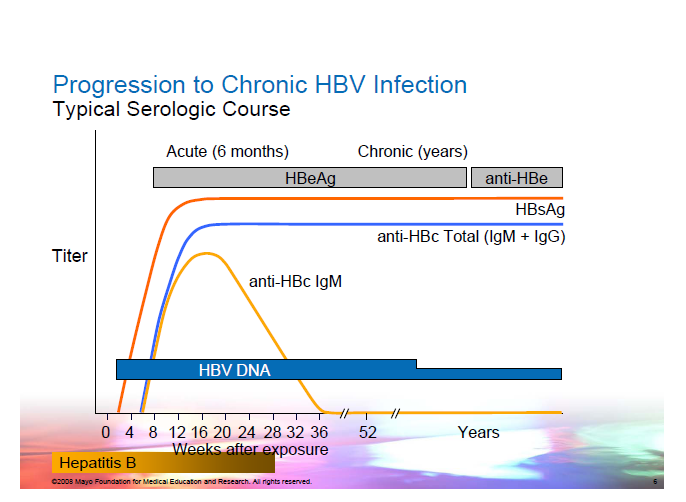 Progression to Chronic HBV Infection
Typical Serologic Course
Acute (6 months)
Chronic (years)
HBeAg
anti-HBe
HBsAg
anti-HBc Total (IgM + IgG)
Titer
anti-HBc IgM
HBV DNA
0 4 8 12 16 20 24 28 32 36 52 Years
Weeks after exposure
Hepatitis B
©2008 Mayo Foundation for Medical Education and Research. All rights reserved.
6